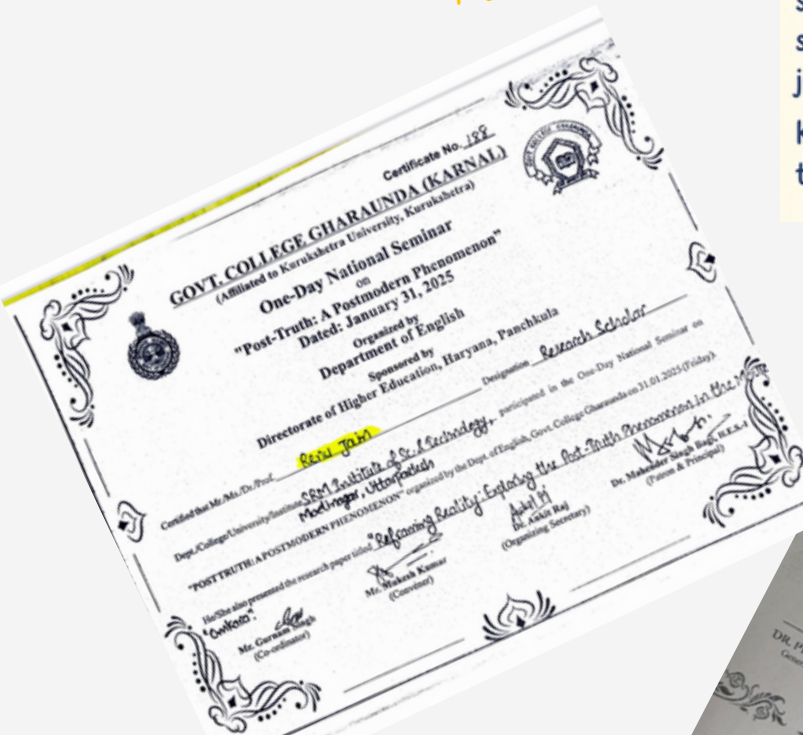 Certificate No. 188
GOVT. COLLEGE GHARAUNDA (KARNAL)
(Affiliated to Kurukshetra University, Kurukshetra)
One-Day National Seminar
on
"Post-Truth: A Postmodern Phenomenon"
Dated: January 31, 2025
Organized by
Department of English
Sponsored by
Directorate of Higher Education, Haryana, Panchkula
Certified that Mr./Ms./Dr./Prof. Renu Jain Designation Research Scholar
Dept./College/University/Institute SRM Institute of Sc. & Technology, participated in the One-Day National Seminar on
Modinagar, Uttarpradesh
"POST TRUTH: A POSTMODERN PHENOMENON" organized by the Dept. of English, Govt. College Gharaunda on 31.01.2025 (Friday).
He/She also presented the research paper titled "Reframing Reality: Exploring the Post-Truth Phenomenon in the
"Omkara".
Mr. Gurnam Singh
(Co-ordinator)
Mr. Mukesh Kumar
(Convener)
Dr. Ankit Raj
(Organizing Secretary)
Dr. Mahender Singh Bagi, H.E.S.-I
(Patron & Principal)